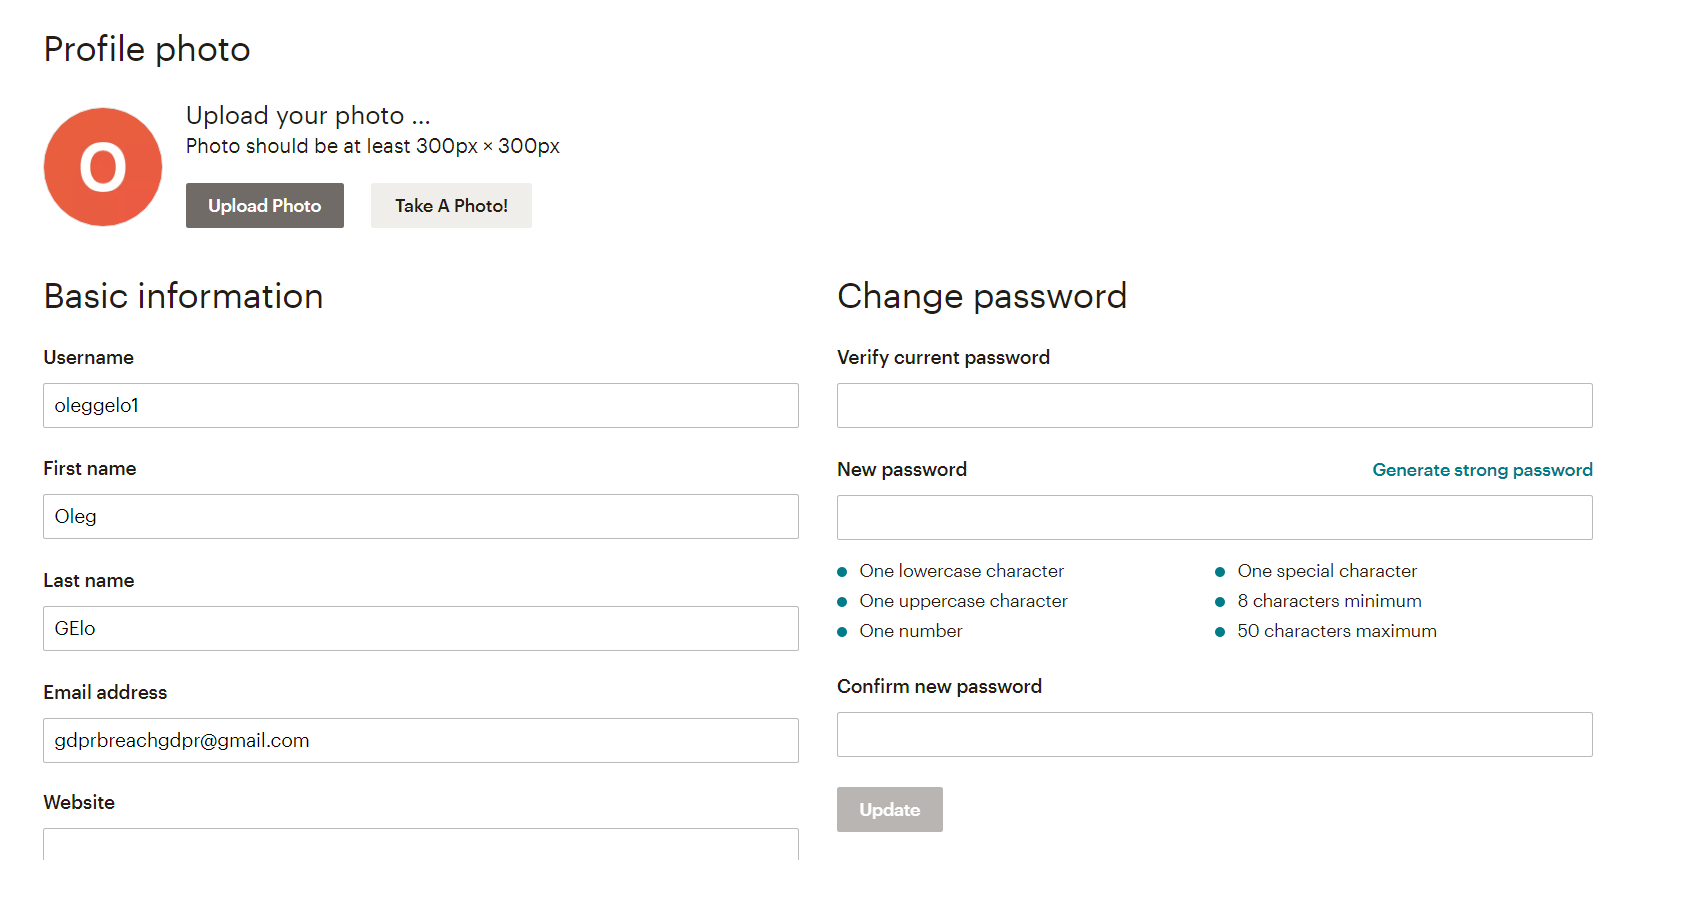 Profile photo
O
Upload your photo ...
Photo should be at least 300px × 300px
Upload Photo
Take A Photo!
Basic information
Username
oleggelo1
First name
Oleg
Last name
GElo
Email address
gdprbreachgdpr@gmail.com
Website
Change password
Verify current password
New password
Generate strong password
One lowercase character
One uppercase character
One number
One special character
8 characters minimum
50 characters maximum
Confirm new password
Update